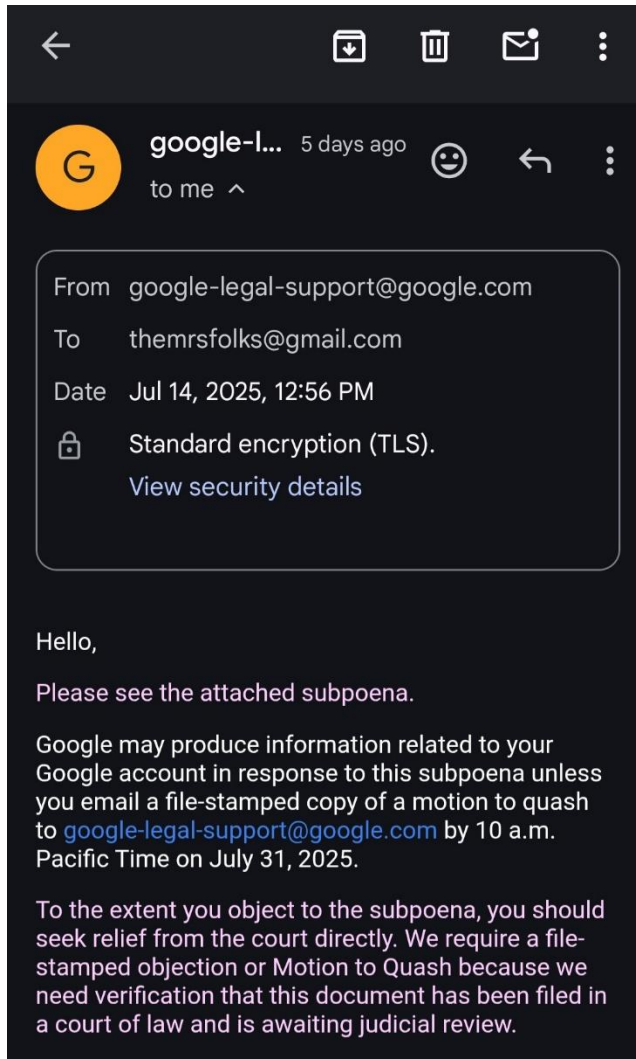 G
google-l... 5 days ago
to me
From google-legal-support@google.com
To themrsfolks@gmail.com
Date Jul 14, 2025, 12:56 PM
Standard encryption (TLS).
View security details
Hello,
Please see the attached subpoena.
Google may produce information related to your
Google account in response to this subpoena unless
you email a file-stamped copy of a motion to quash
to google-legal-support@google.com by 10 a.m.
Pacific Time on July 31, 2025.
To the extent you object to the subpoena, you should
seek relief from the court directly. We require a file-
stamped objection or Motion to Quash because we
need verification that this document has been filed in
a court of law and is awaiting judicial review.